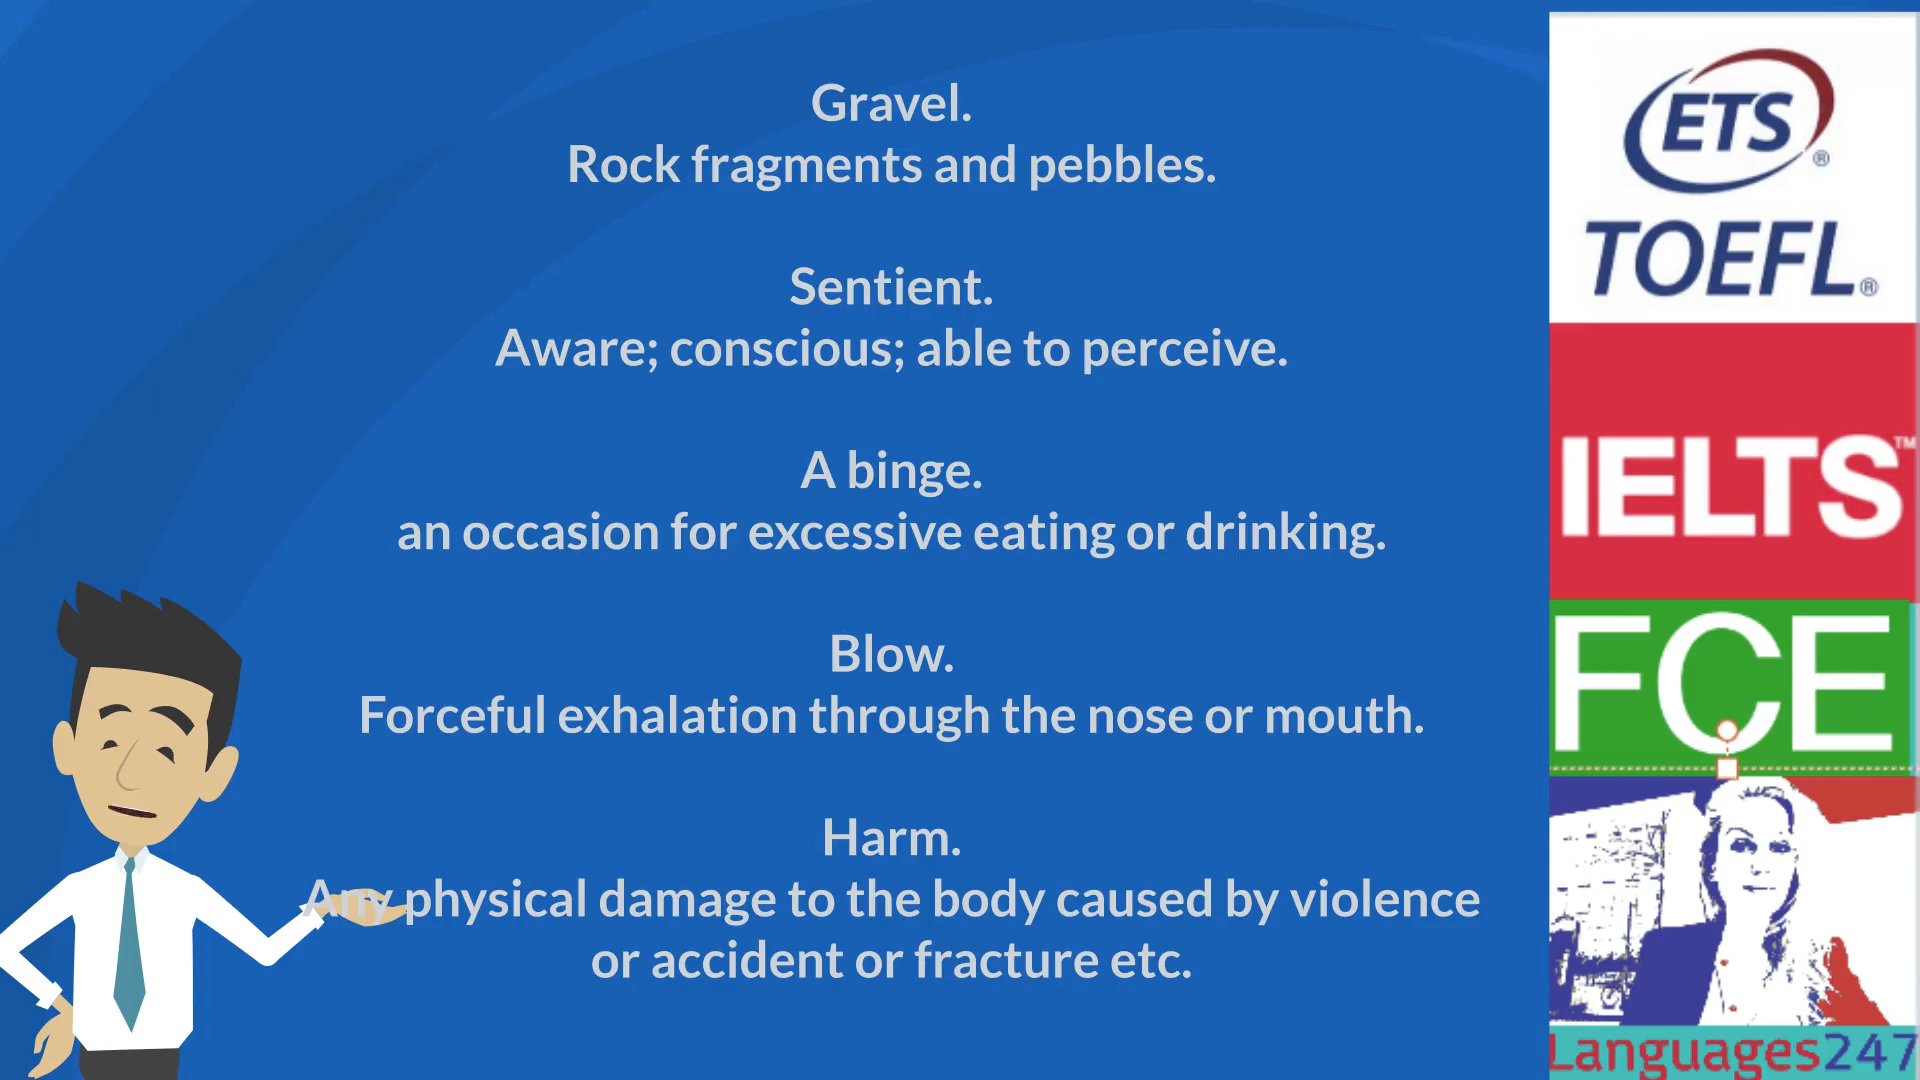 Gravel.
Rock fragments and pebbles.
Sentient.
Aware; conscious; able to perceive.
A binge.
an occasion for excessive eating or drinking.
Blow.
Forceful exhalation through the nose or mouth.
Harm.
Any physical damage to the body caused by violence
or accident or fracture etc.
ETS®
TOEFL®
IELTS™
FCE
Languages247